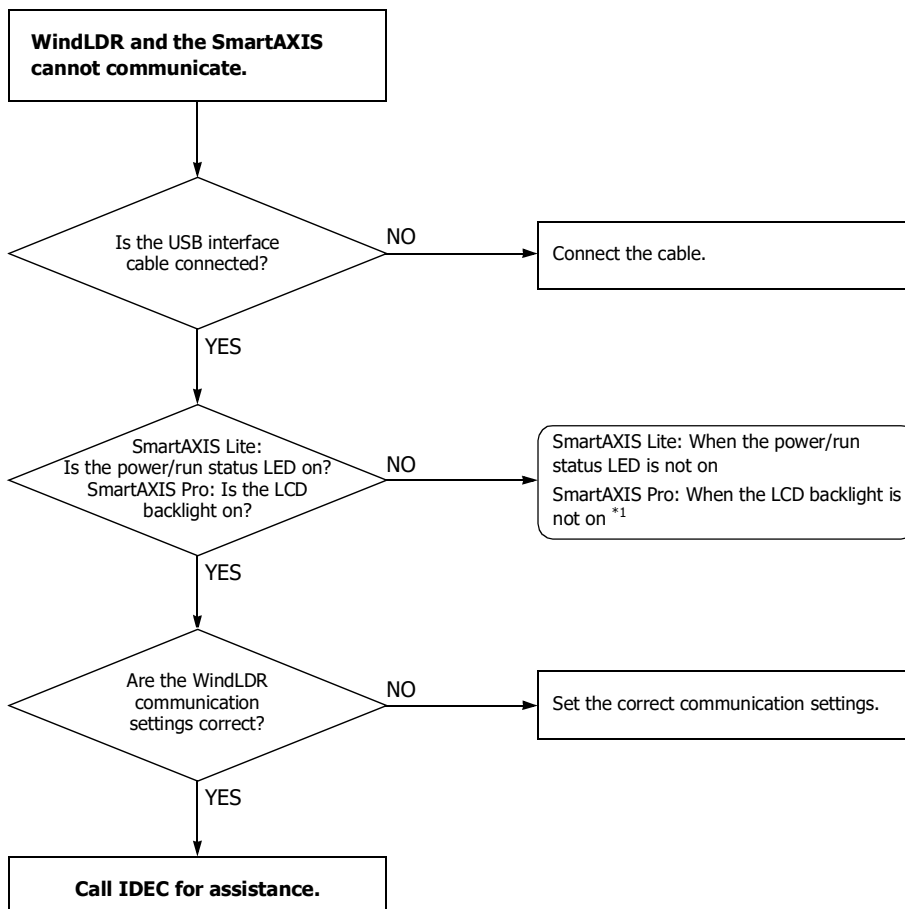 WindLDR and the SmartAXIS
cannot communicate.
Is the USB interface
cable connected?
NO
Connect the cable.
YES
SmartAXIS Lite:
Is the power/run status LED on?
SmartAXIS Pro: Is the LCD
backlight on?
NO
SmartAXIS Lite: When the power/run
status LED is not on
SmartAXIS Pro: When the LCD backlight is
not on *1
YES
Are the WindLDR
communication
settings correct?
NO
Set the correct communication settings.
YES
Call IDEC for assistance.